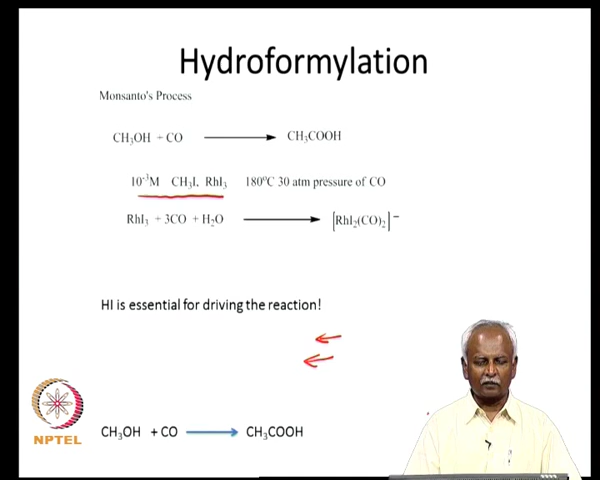 Hydroformylation
Monsanto's Process
CH₃OH + CO → CH₃COOH
10⁻³M CH₃I. RhI₃ 180⁰C 30 atm pressure of CO
RhI₃ + 3CO + H₂O → [RhI₂(CO)₂]⁻
HI is essential for driving the reaction!
CH₃OH + CO → CH₃COOH
NPTEL